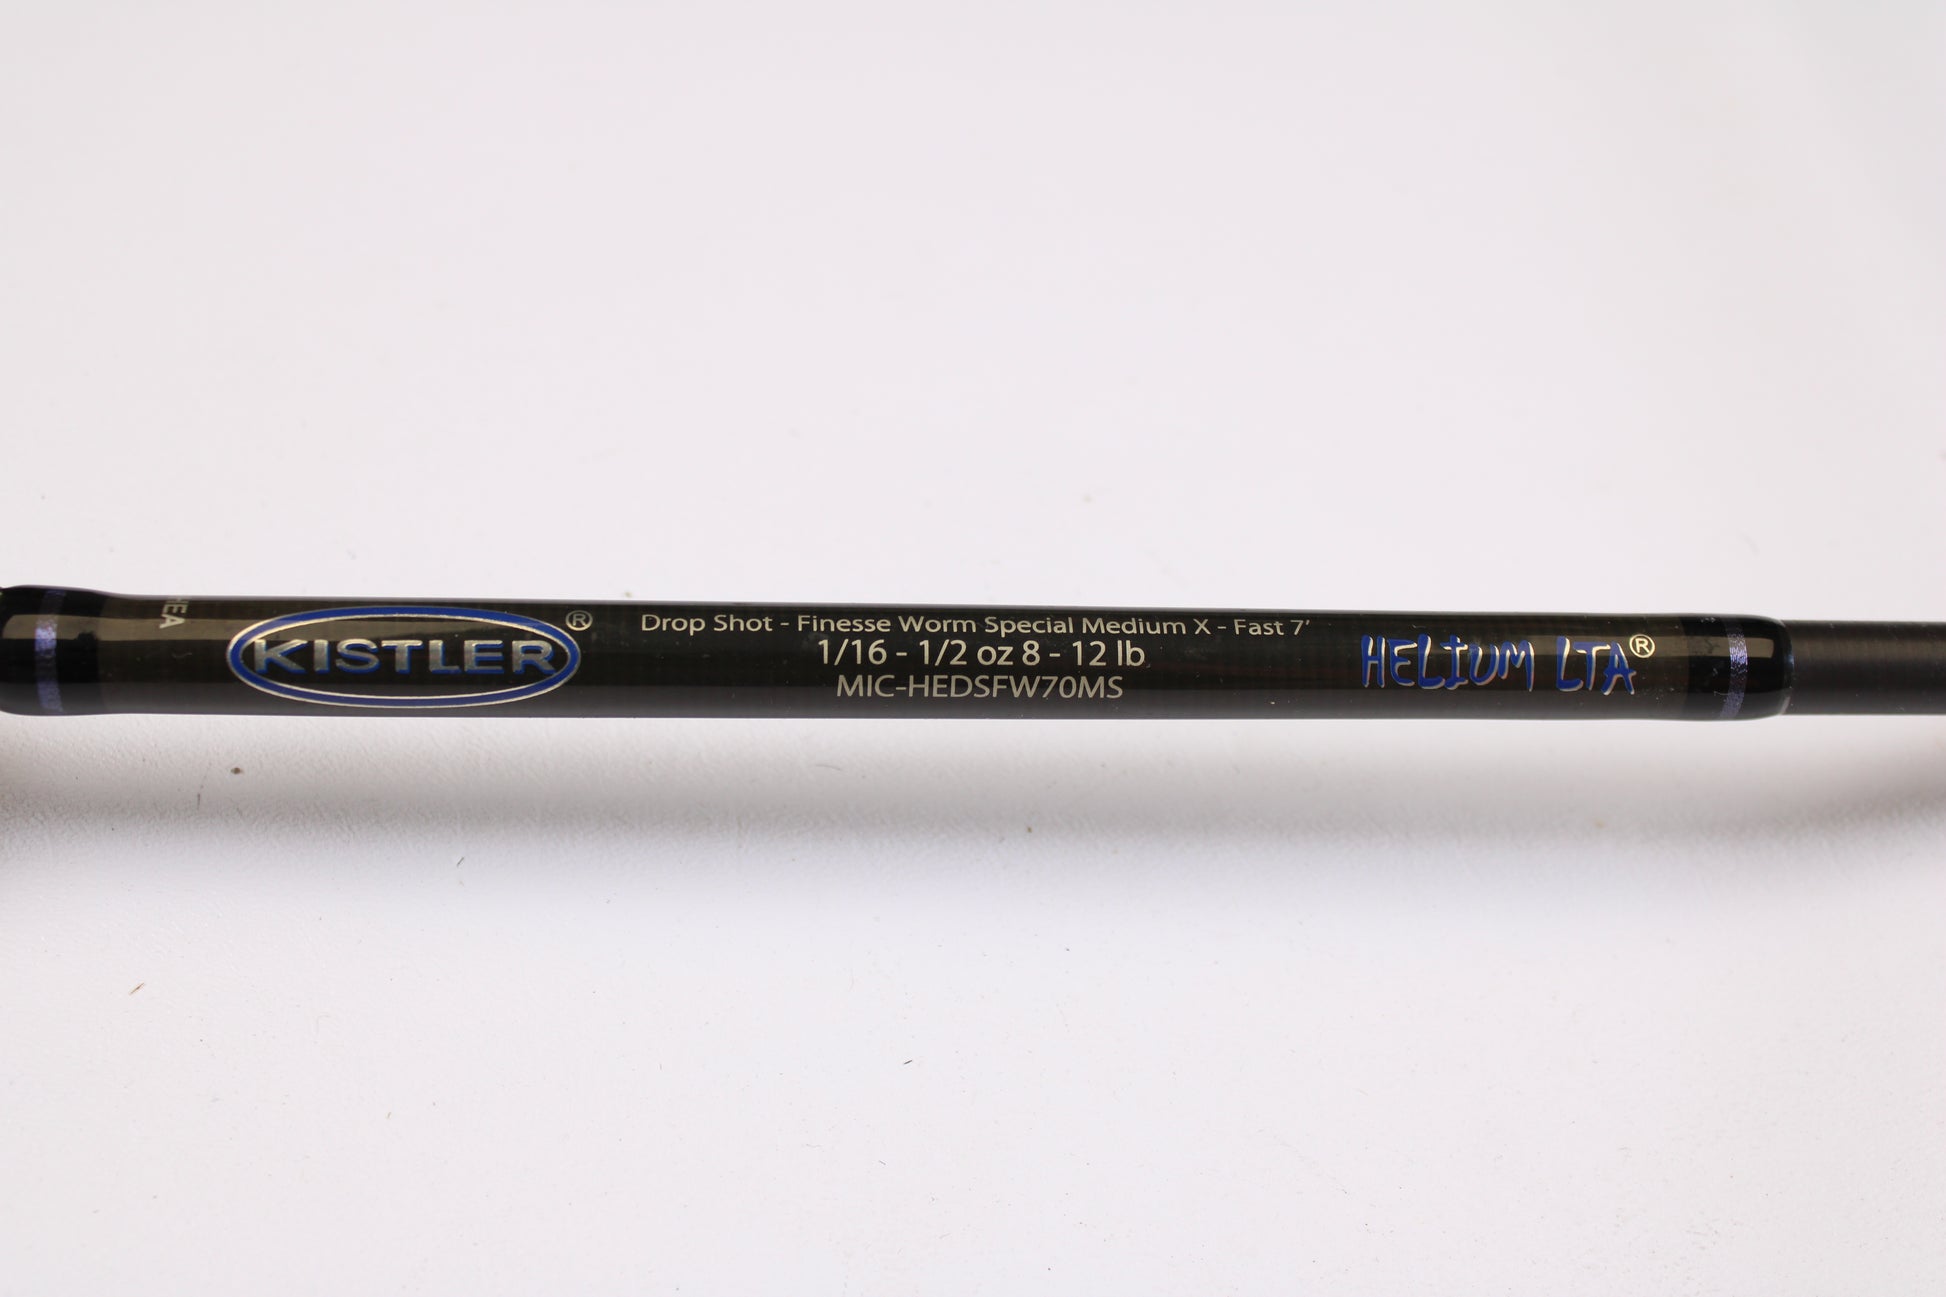 HEA
KISTLER®
Drop Shot - Finesse Worm Special Medium X - Fast 7'
1/16 - 1/2 oz 8 - 12 lb
MIC-HEDSFW70MS
HELIUM LTA®